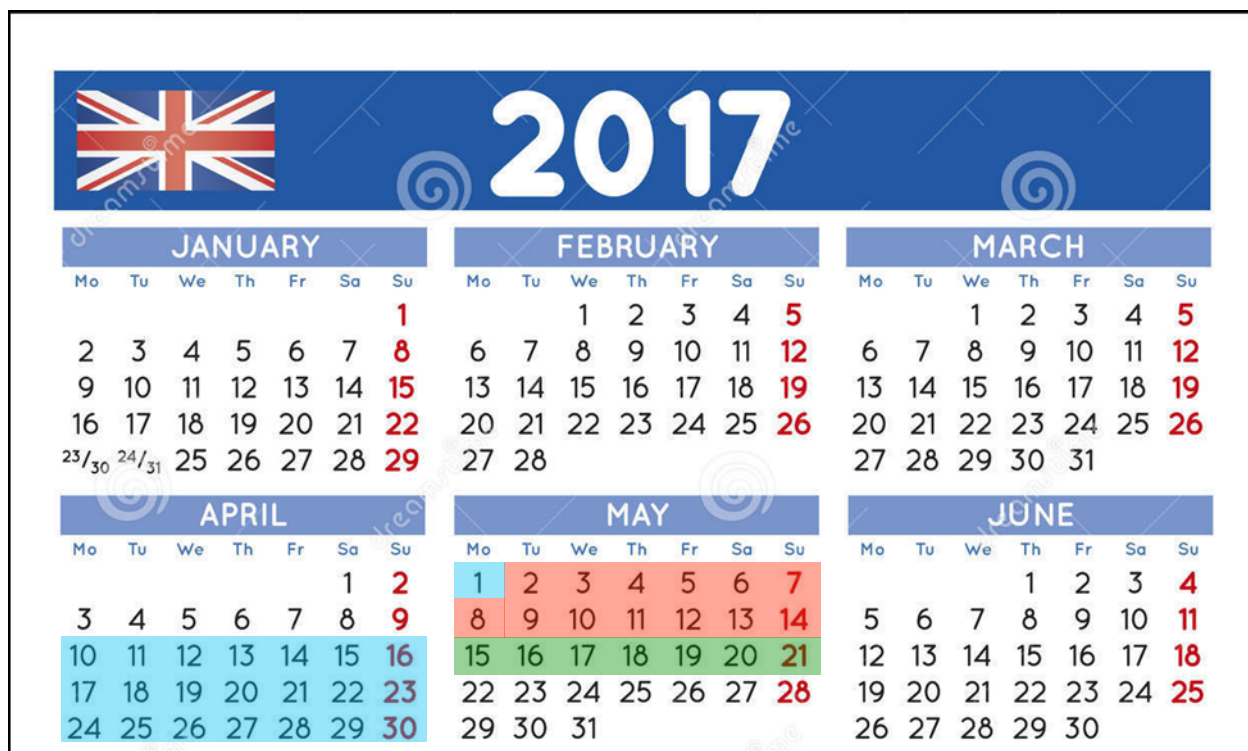 2017
JANUARY FEBRUARY MARCH
Mo Tu We Th Fr Sa Su Mo Tu We Th Fr Sa Su Mo Tu We Th Fr Sa Su
1 1 2 3 4 5 1 2 3 4 5
2 3 4 5 6 7 8 6 7 8 9 10 11 12 6 7 8 9 10 11 12
9 10 11 12 13 14 15 13 14 15 16 17 18 19 13 14 15 16 17 18 19
16 17 18 19 20 21 22 20 21 22 23 24 25 26 20 21 22 23 24 25 26
23/30 24/31 25 26 27 28 29 27 28 27 28 29 30 31
APRIL MAY JUNE
Mo Tu We Th Fr Sa Su Mo Tu We Th Fr Sa Su Mo Tu We Th Fr Sa Su
1 2 1 2 3 4 5 6 7 1 2 3 4
3 4 5 6 7 8 9 8 9 10 11 12 13 14 5 6 7 8 9 10 11
10 11 12 13 14 15 16 15 16 17 18 19 20 21 12 13 14 15 16 17 18
17 18 19 20 21 22 23 22 23 24 25 26 27 28 19 20 21 22 23 24 25
24 25 26 27 28 29 30 29 30 31 26 27 28 29 30